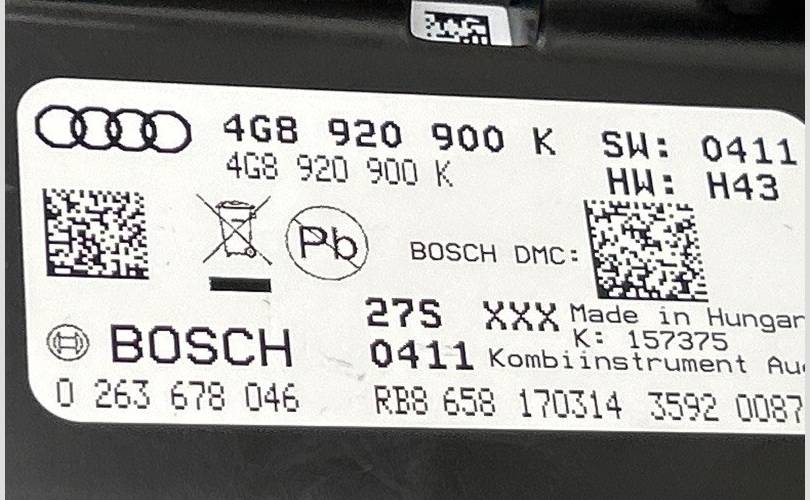 4G8 920 900 K SW: 0411
4G8 920 900 K HW: H43
Pb BOSCH DMC:
27S XXX Made in Hungar
K: 157375
BOSCH 0411 Kombiinstrument Au
0 263 678 046 RB8 658 170314 3592 0087